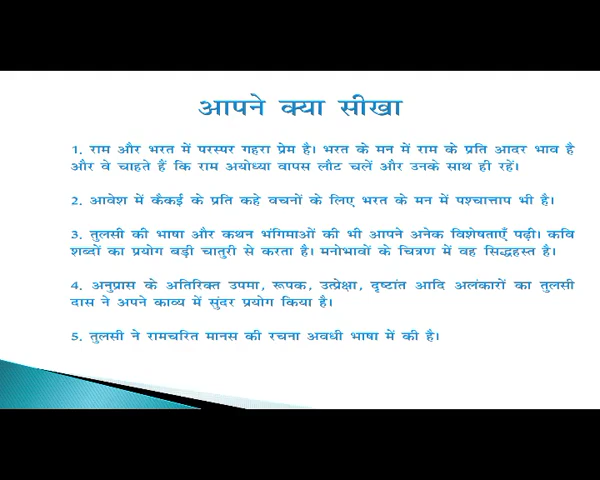 आपने क्या सीखा
1. राम और भरत में परस्पर गहरा प्रेम है। भरत के मन में राम के प्रति आदर भाव है
और वे चाहते हैं कि राम अयोध्या वापस लौट चलें और उनके साथ ही रहें।
2. आवेश में कैकई के प्रति कहे वचनों के लिए भरत के मन में पश्चात्ताप भी है।
3. तुलसी की भाषा और कथन भंगिमाओं की भी आपने अनेक विशेषताएँ पढ़ी। कवि
शब्दों का प्रयोग बड़ी चातुरी से करता है। मनोभावों के चित्रण में वह सिद्धहस्त है।
4. अनुप्रास के अतिरिक्त उपमा, रूपक, उत्प्रेक्षा, दृष्टांत आदि अलंकारों का तुलसी
दास ने अपने काव्य में सुंदर प्रयोग किया है।
5. तुलसी ने रामचरित मानस की रचना अवधी भाषा में की है।